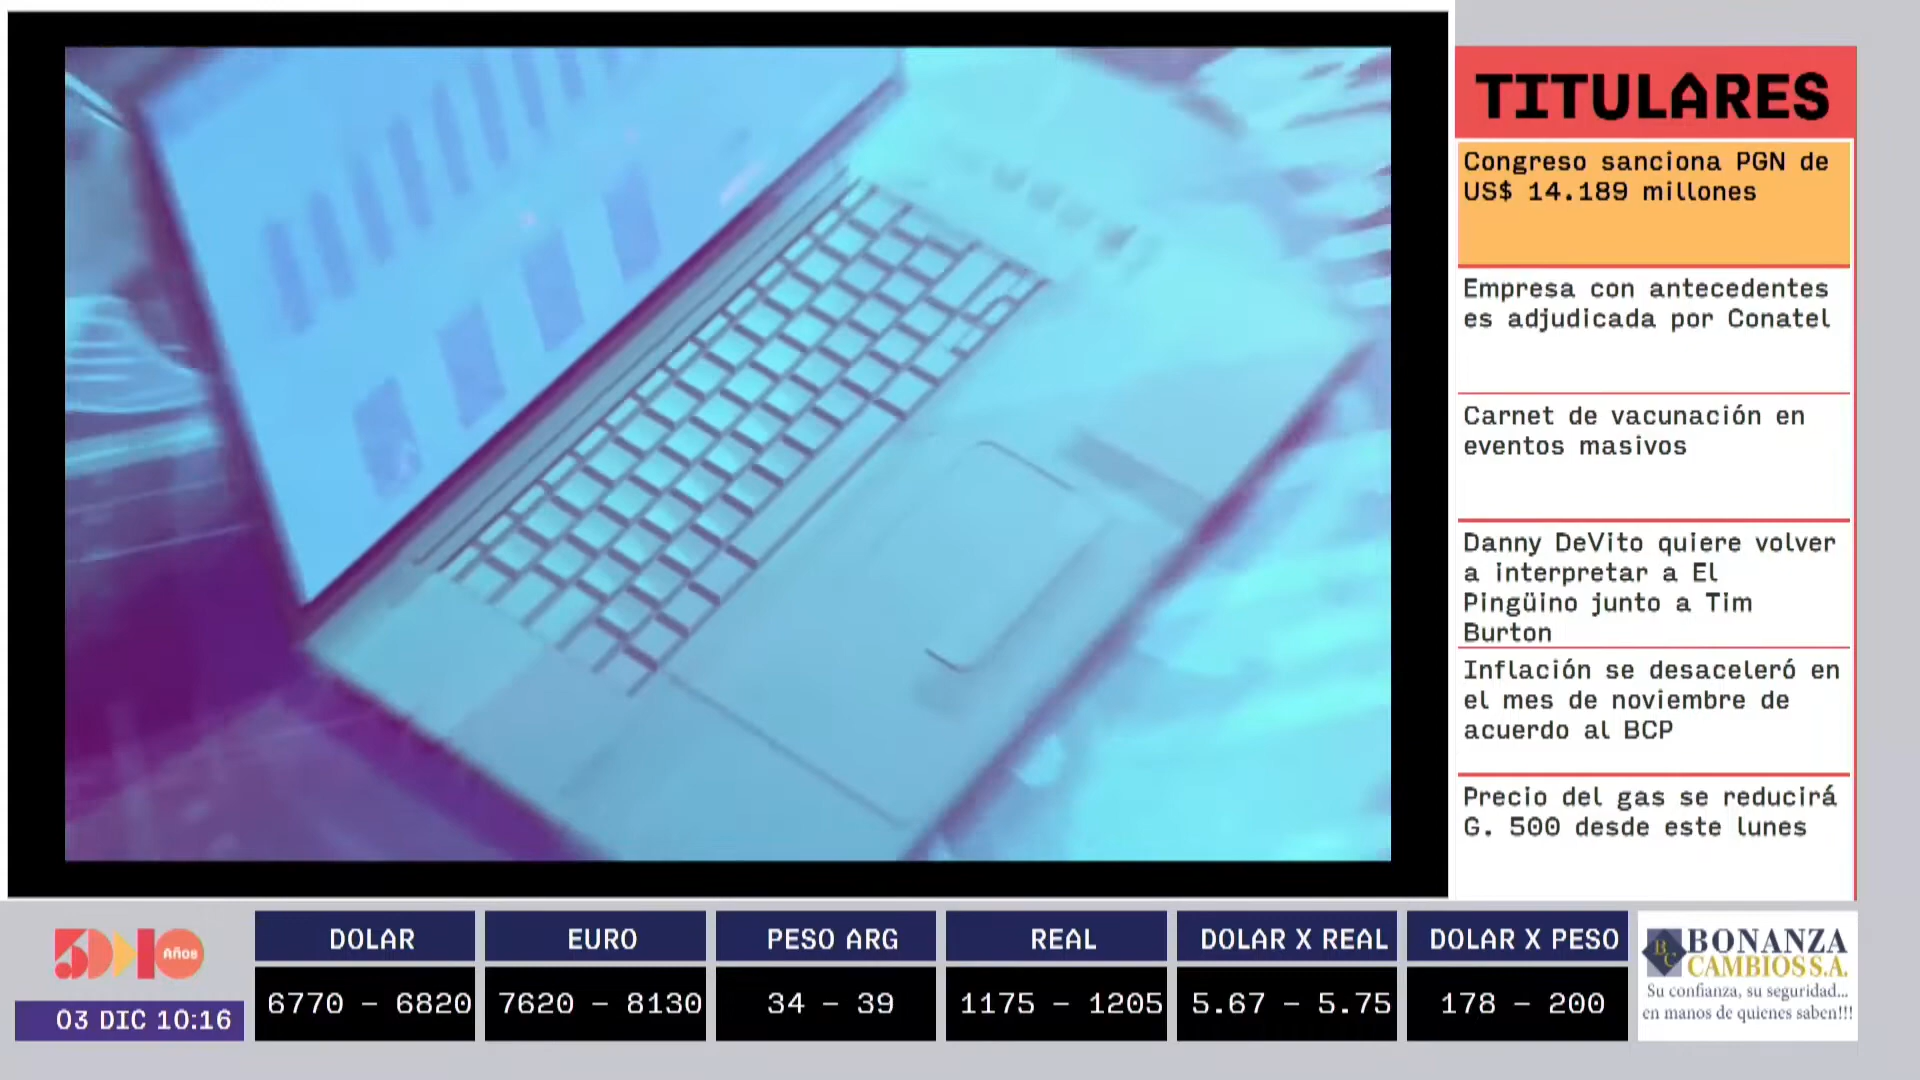 TITULARES
Congreso sanciona PGN de
US$ 14.189 millones
Empresa con antecedentes
es adjudicada por Conatel
Carnet de vacunación en
eventos masivos
Danny DeVito quiere volver
a interpretar a El
Pingüino junto a Tim
Burton
Inflación se desaceleró en
el mes de noviembre de
acuerdo al BCP
Precio del gas se reducirá
G. 500 desde este lunes
Años
03 DIC 10:16
DOLAR
6770 - 6820
EURO
7620 - 8130
PESO ARG
34 - 39
REAL
1175 - 1205
DOLAR X REAL
5.67 - 5.75
DOLAR X PESO
178 - 200
BC
BONANZA
CAMBIOS S.A.
Su confianza, su seguridad...
en manos de quienes saben!!!